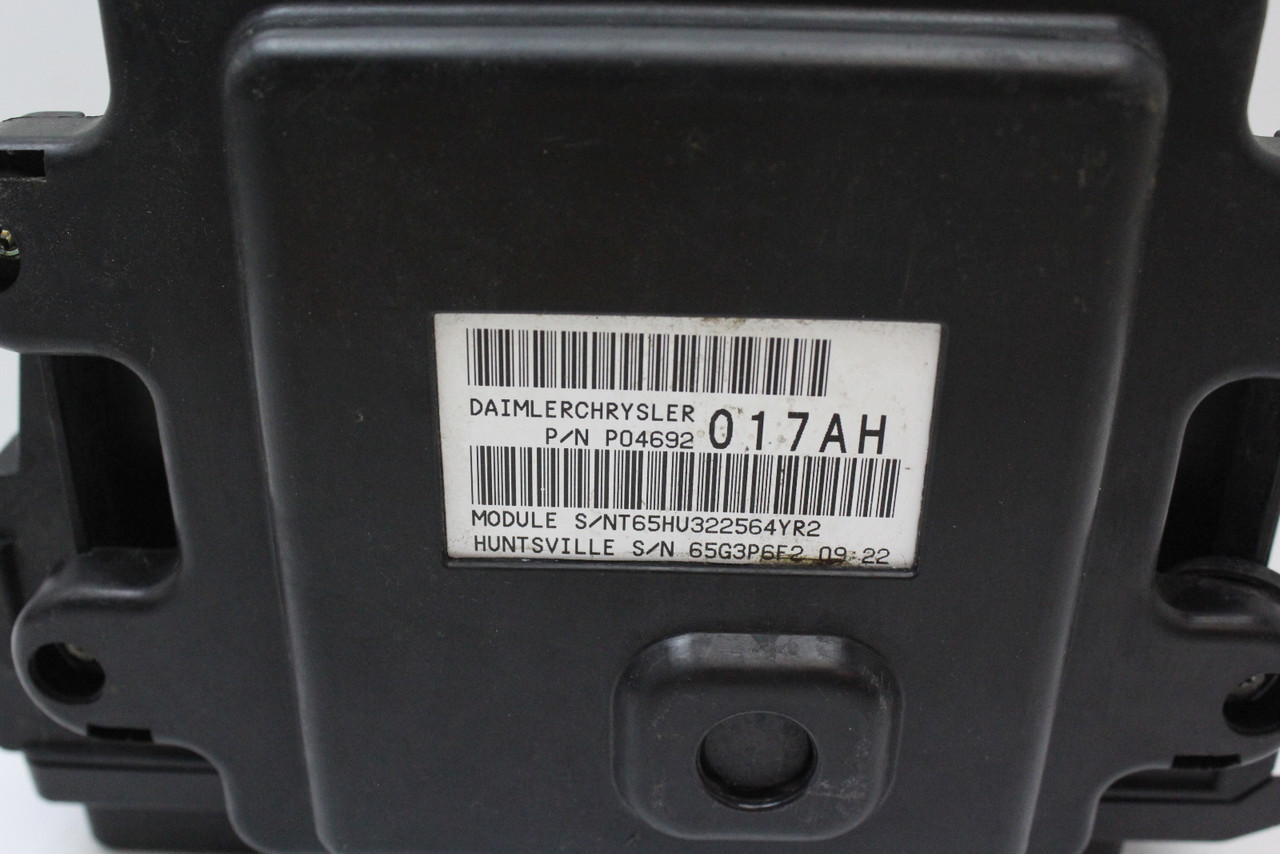 DAIMLERCHRYSLER
P/N P04692 017AH
MODULE S/NT65HU322564YR2
HUNTSVILLE S/N 65G3P6F2 09:22